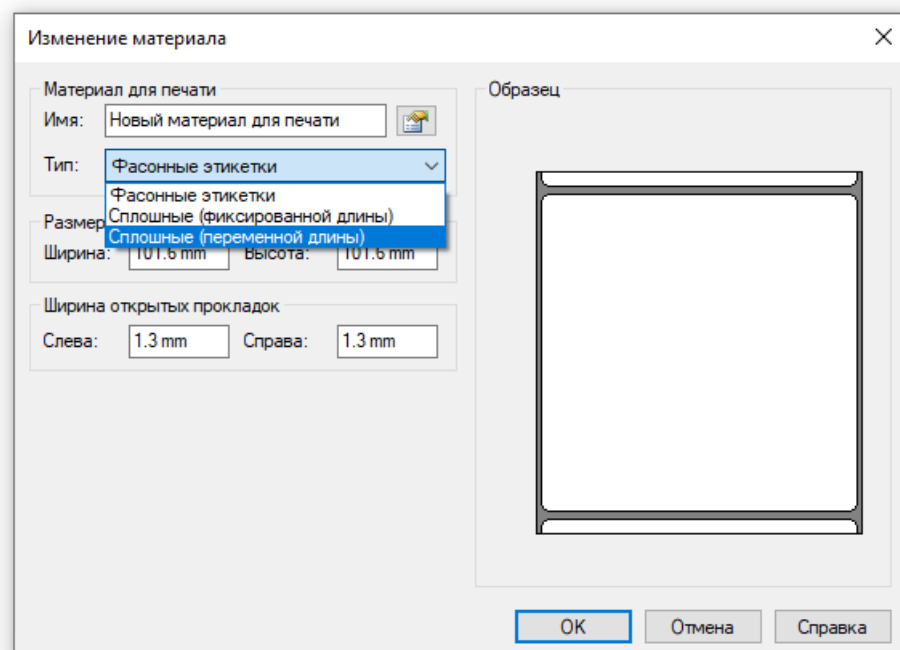 Изменение материала
Материал для печати
Имя: Новый материал для печати
Тип: Фасонные этикетки
Фасонные этикетки
Сплошные (фиксированной длины)
Сплошные (переменной длины)
Размер
Ширина: 101.6 mm Высота: 101.6 mm
Ширина открытых прокладок
Слева: 1.3 mm Справа: 1.3 mm
Образец
OK Отмена Справка